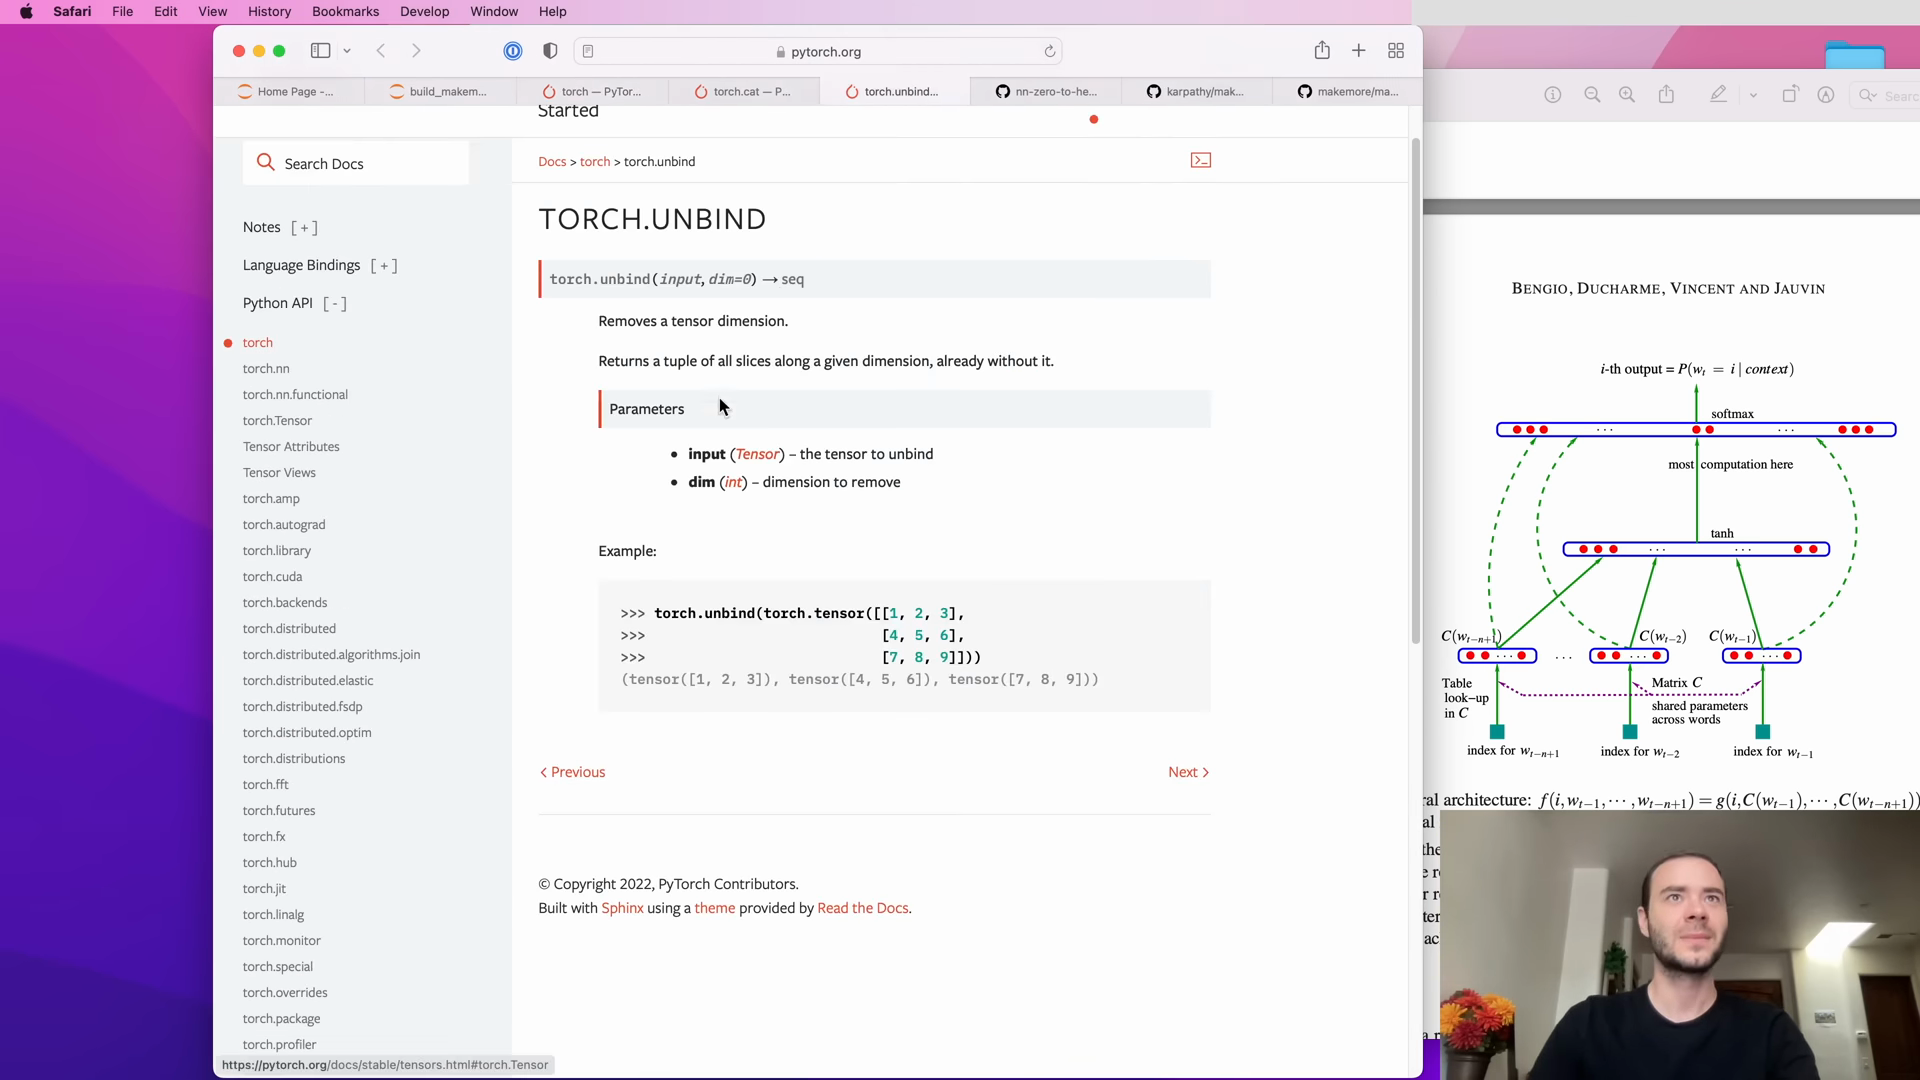 Safari File Edit View History Bookmarks Develop Window Help
pytorch.org
Home Page -...
build_makem...
torch — PyTor...
torch.cat — P...
torch.unbind...
nn-zero-to-he...
karpathy/mak...
makemore/ma...
Started
Search Docs
Docs > torch > torch.unbind
Notes [ + ]
Language Bindings [ + ]
Python API [ - ]
torch
torch.nn
torch.nn.functional
torch.Tensor
Tensor Attributes
Tensor Views
torch.amp
torch.autograd
torch.library
torch.cuda
torch.backends
torch.distributed
torch.distributed.algorithms.join
torch.distributed.elastic
torch.distributed.fsdp
torch.distributed.optim
torch.distributions
torch.fft
torch.futures
torch.fx
torch.hub
torch.jit
torch.linalg
torch.monitor
torch.special
torch.overrides
torch.package
torch.profiler
TORCH.UNBIND
torch.unbind(input, dim=0) → seq
Removes a tensor dimension.
Returns a tuple of all slices along a given dimension, already without it.
Parameters
• input (Tensor) – the tensor to unbind
• dim (int) – dimension to remove
Example:
>>> torch.unbind(torch.tensor([[1, 2, 3],
>>> [4, 5, 6],
>>> [7, 8, 9]]))
(tensor([1, 2, 3]), tensor([4, 5, 6]), tensor([7, 8, 9]))
< Previous
Next >
© Copyright 2022, PyTorch Contributors.
Built with Sphinx using a theme provided by Read the Docs.
https://pytorch.org/docs/stable/tensors.html#torch.Tensor
Searc
BENGIO, DUCHARME, VINCENT AND JAUVIN
i-th output = P(w_t = i | context)
softmax
. . .
. . .
most computation here
tanh
. . .
. . .
C(w_{t−n+1})
C(w_{t−2})
C(w_{t−1})
. . .
Table
look−up
in C
Matrix C
shared parameters
across words
index for w_{t−n+1}
index for w_{t−2}
index for w_{t−1}
ral architecture: f(i, w_{t−1}, ··· , w_{t−n+1}) = g(i, C(w_{t−1}), ··· , C(w_{t−n+1}))
al
the